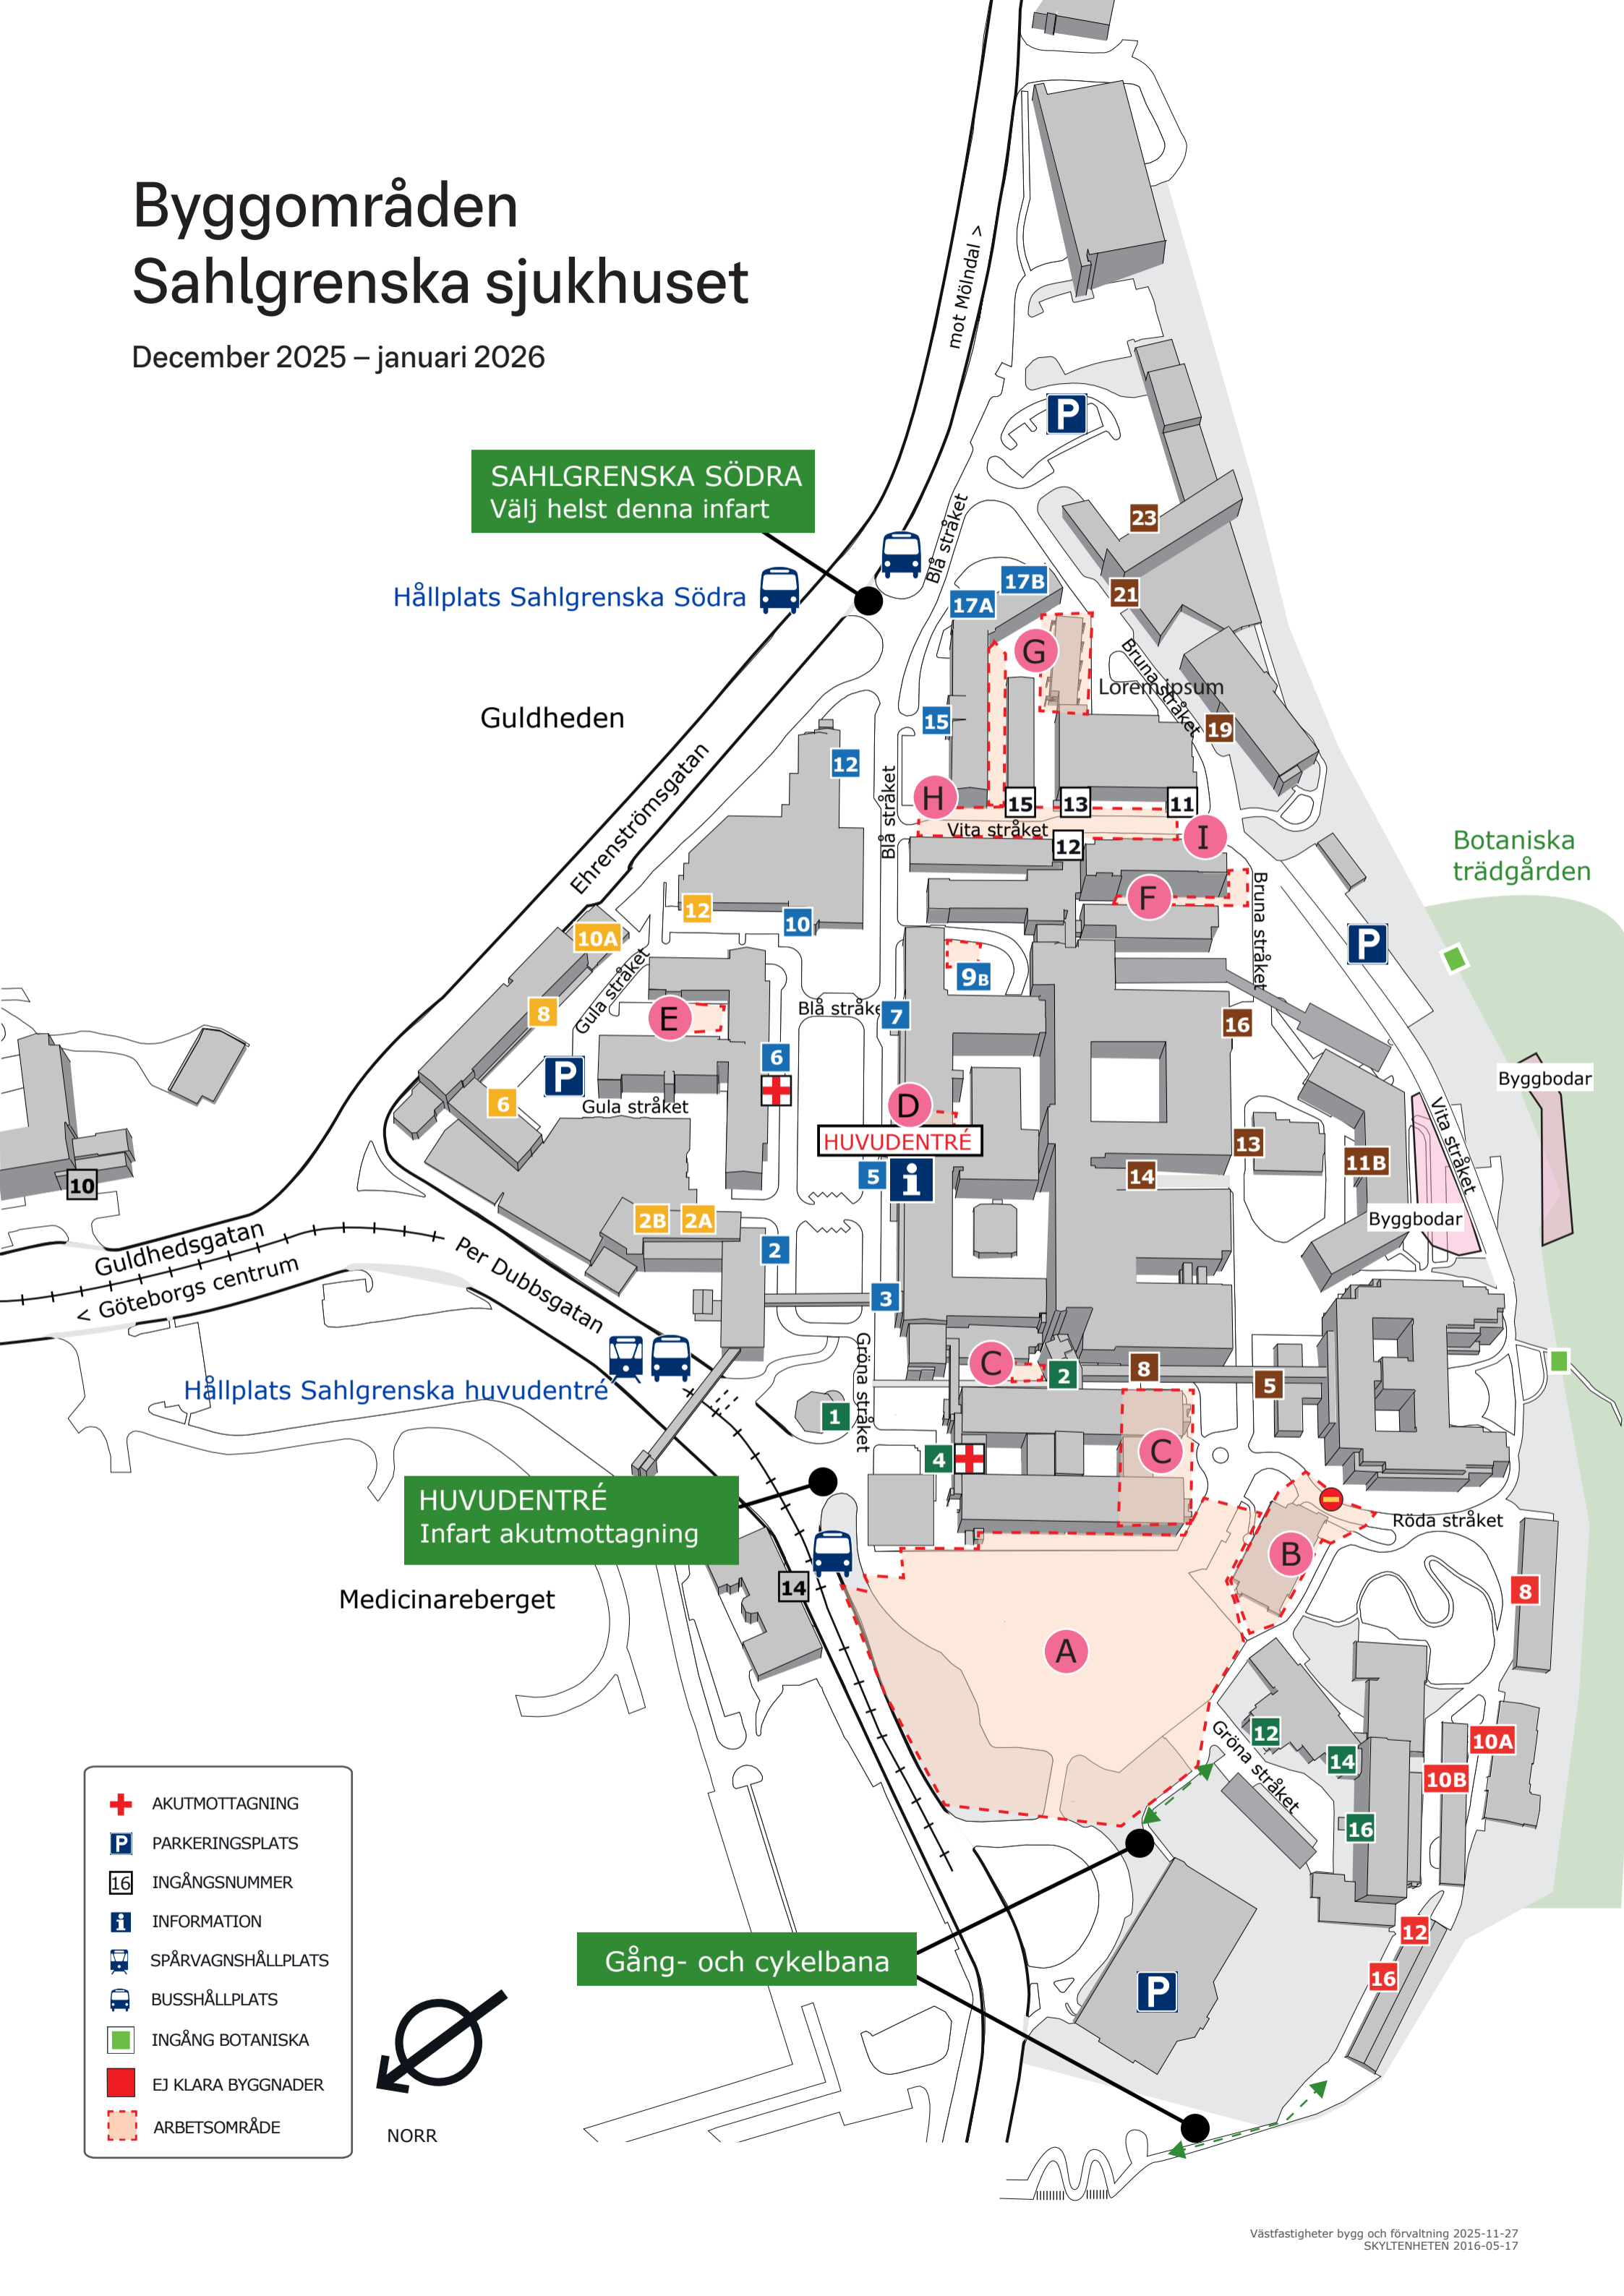 Byggområden
Sahlgrenska sjukhuset
December 2025 – januari 2026
mot Mölndal >
P
SAHLGRENSKA SÖDRA
Välj helst denna infart
Hållplats Sahlgrenska Södra
Blå stråket
23
21
17B
17A
G
Bruna stråket
Lorem ipsum
19
15
Guldheden
12
Ehrenströmsgatan
Blå stråket
H
15
13
11
Vita stråket
I
12
Botaniska
trädgården
F
Bruna stråket
12
10
10A
P
9B
Gula stråket
8
E
Blå stråke
7
16
6
P
6
Gula stråket
D
HUVUDENTRÉ
5
i
13
14
11B
Byggbodar
Vita stråket
Byggbodar
10
2B
2A
2
3
Guldhedsgatan
< Göteborgs centrum
Per Dubbsgatan
Hållplats Sahlgrenska huvudentré
Gröna stråket
C
2
8
5
1
4
C
HUVUDENTRÉ
Infart akutmottagning
Röda stråket
B
14
8
Medicinareberget
A
12
14
Gröna stråket
10A
10B
16
12
16
Gång- och cykelbana
P
AKUTMOTTAGNING
P PARKERINGSPLATS
16 INGÅNGSNUMMER
i INFORMATION
SPÅRVAGNSHÅLLPLATS
BUSSHÅLLPLATS
INGÅNG BOTANISKA
EJ KLARA BYGGNADER
ARBETSOMRÅDE
NORR
Västfastigheter bygg och förvaltning 2025-11-27
SKYLTENHETEN 2016-05-17